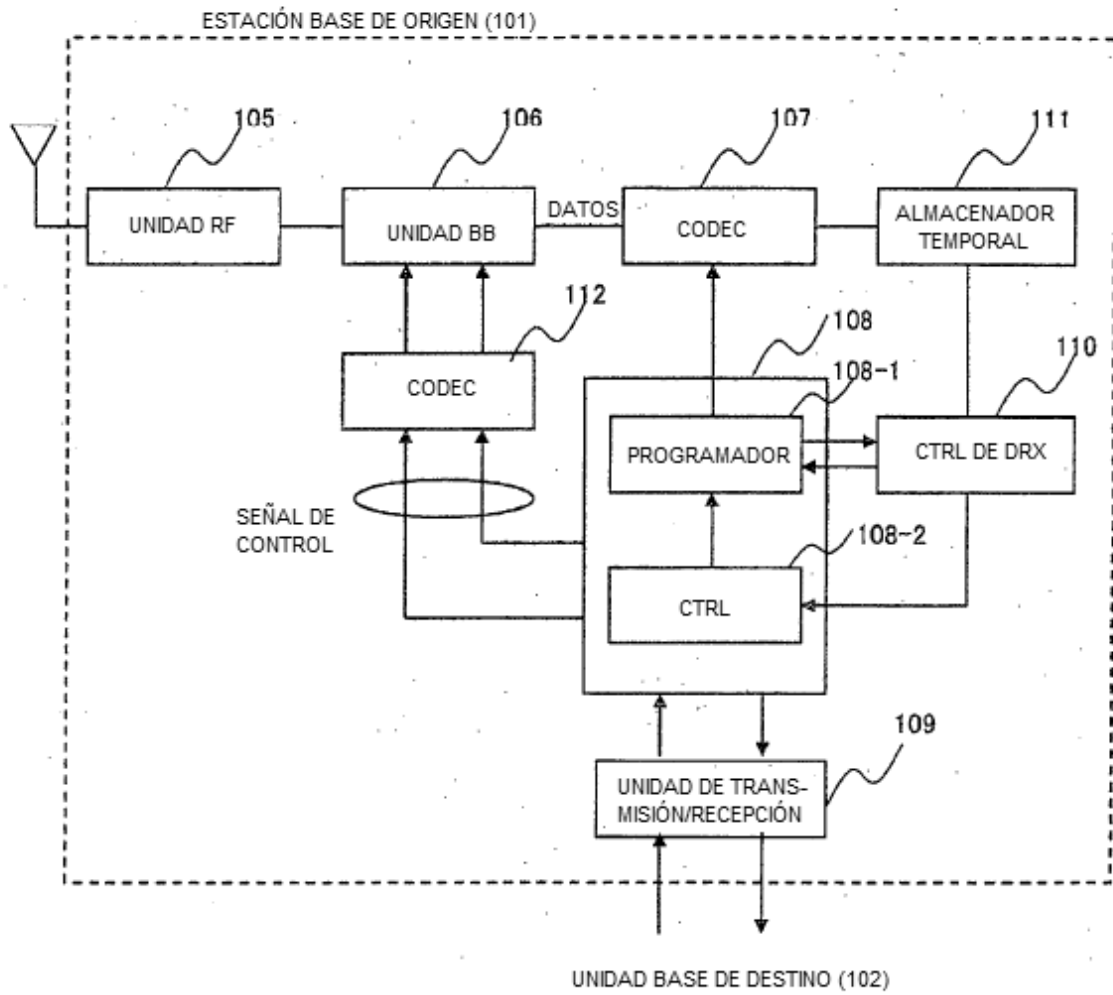 ESTACIÓN BASE DE ORIGEN (101)
105
106
107
111
UNIDAD RF
UNIDAD BB
DATOS
CODEC
ALMACENADOR
TEMPORAL
112
108
110
CODEC
108-1
PROGRAMADOR
CTRL DE DRX
SEÑAL DE
CONTROL
108-2
CTRL
109
UNIDAD DE TRANS-
MISIÓN/RECEPCIÓN
UNIDAD BASE DE DESTINO (102)